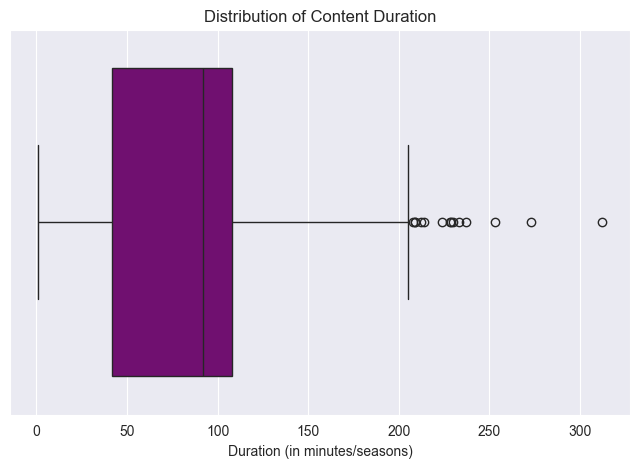 Distribution of Content Duration
0 50 100 150 200 250 300
Duration (in minutes/seasons)